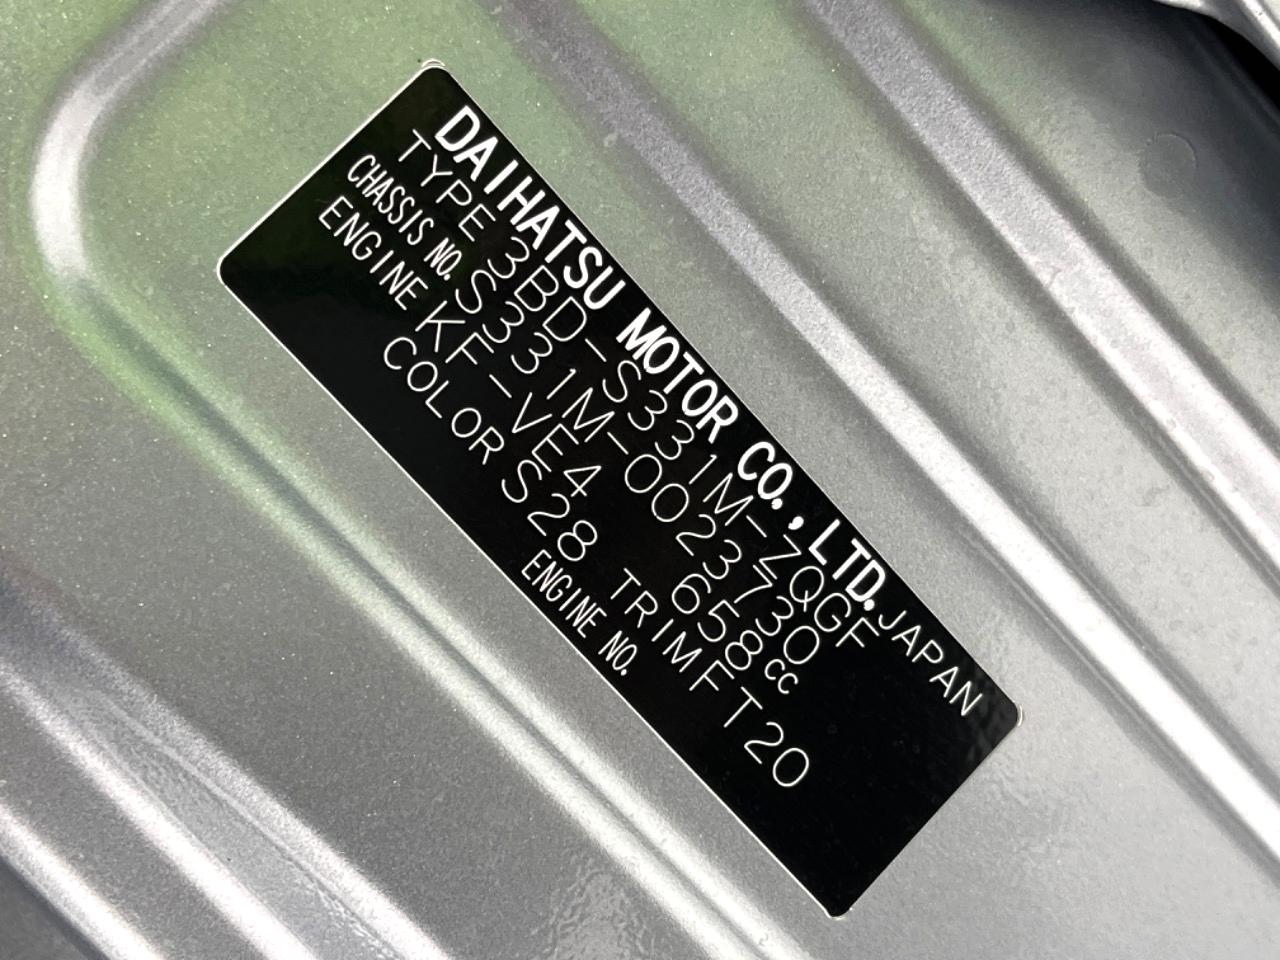 DAIHATSU MOTOR CO., LTD. JAPAN
TYPE 3BD-S331M-ZQGF
CHASSIS NO. S331M-0023730
ENGINE KF-VE4 658cc
COLOR S28 TRIM FT20
ENGINE NO.